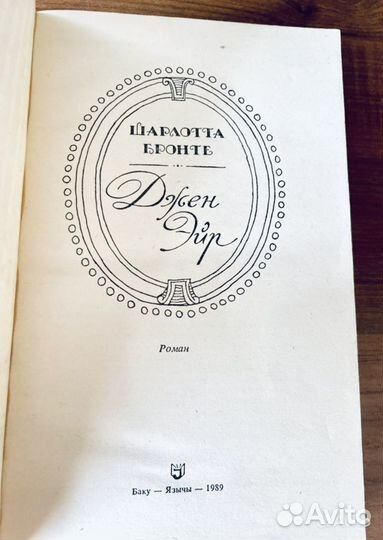 ШАРЛОТТА
БРОНТЕ
Джен
Эйр
Роман
Баку — Язычы — 1989
Avito